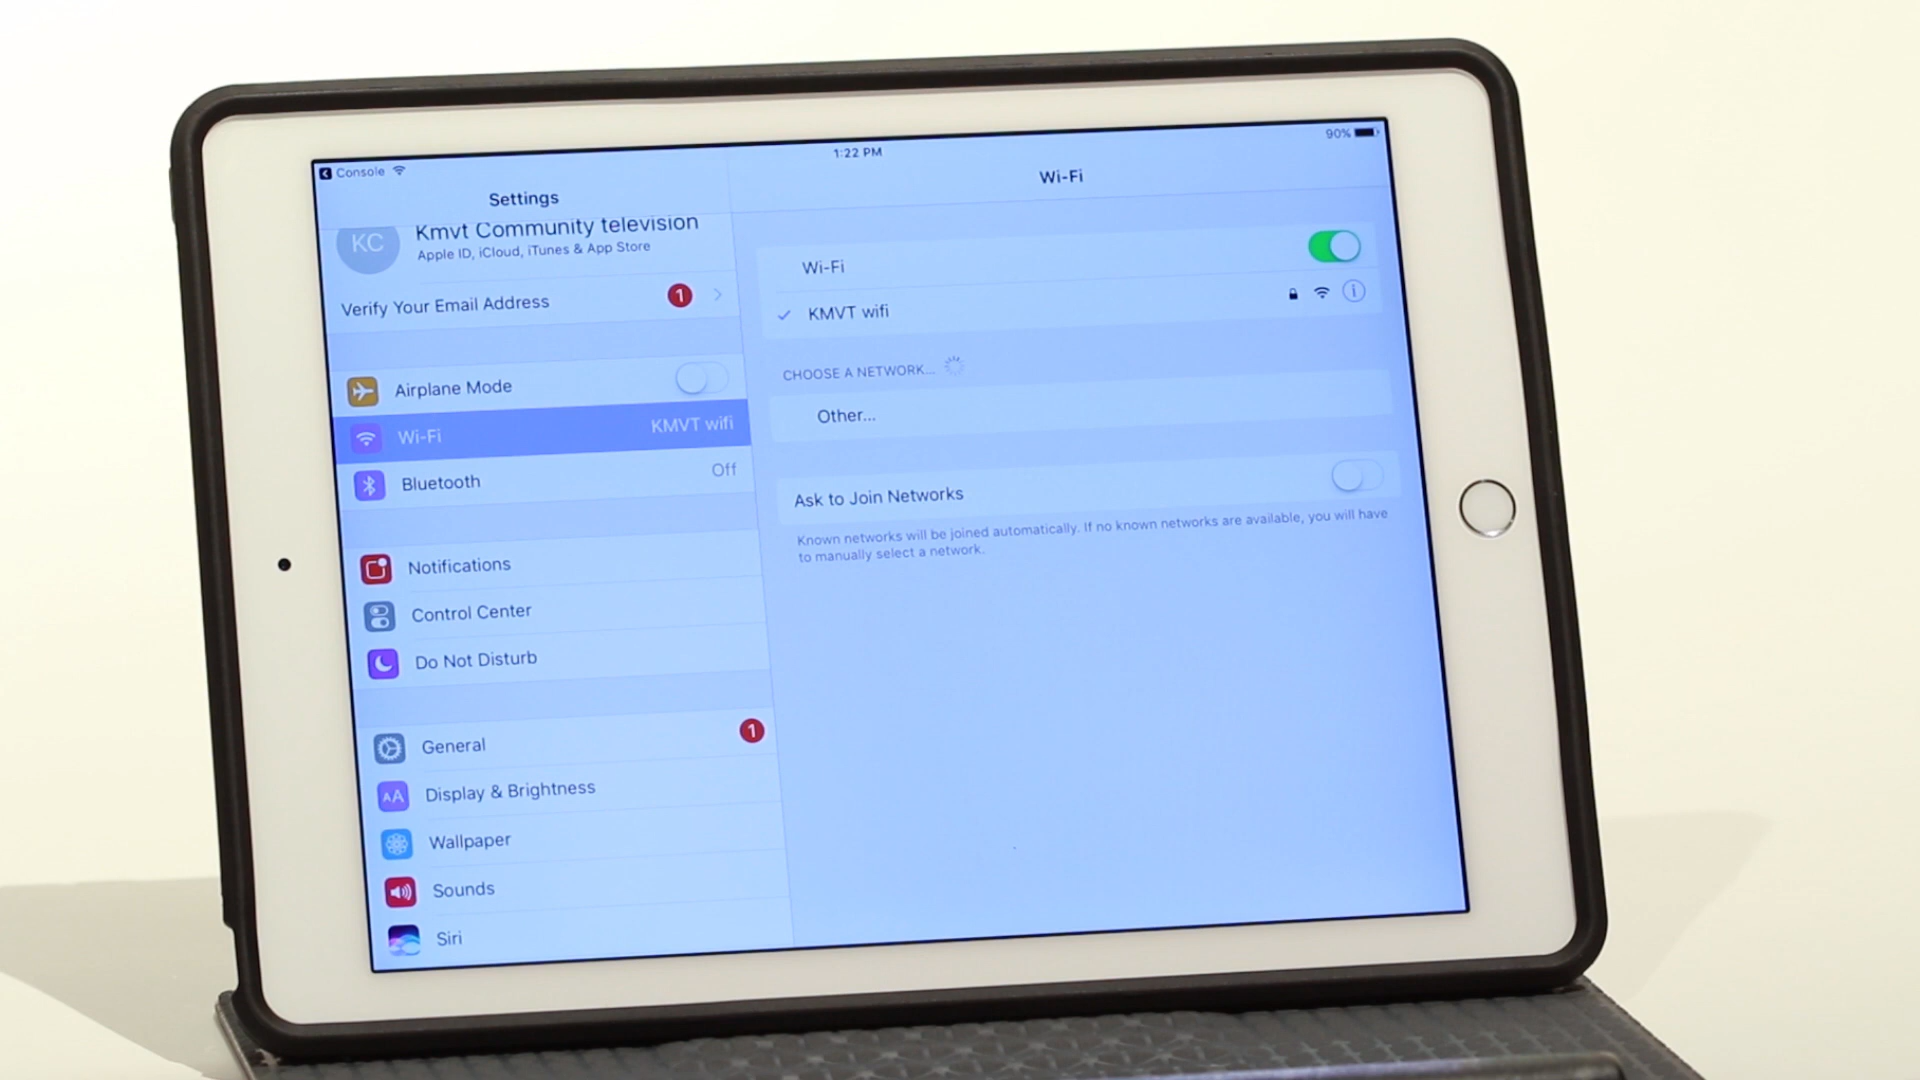 Console
1:22 PM
90%
Settings
Wi-Fi
KC
Kmvt Community television
Apple ID, iCloud, iTunes & App Store
Verify Your Email Address
1
Airplane Mode
Wi-Fi
KMVT wifi
Bluetooth
Off
Notifications
Control Center
Do Not Disturb
General
1
AA
Display & Brightness
Wallpaper
Sounds
Siri
Wi-Fi
KMVT wifi
CHOOSE A NETWORK...
Other...
Ask to Join Networks
Known networks will be joined automatically. If no known networks are available, you will have
to manually select a network.